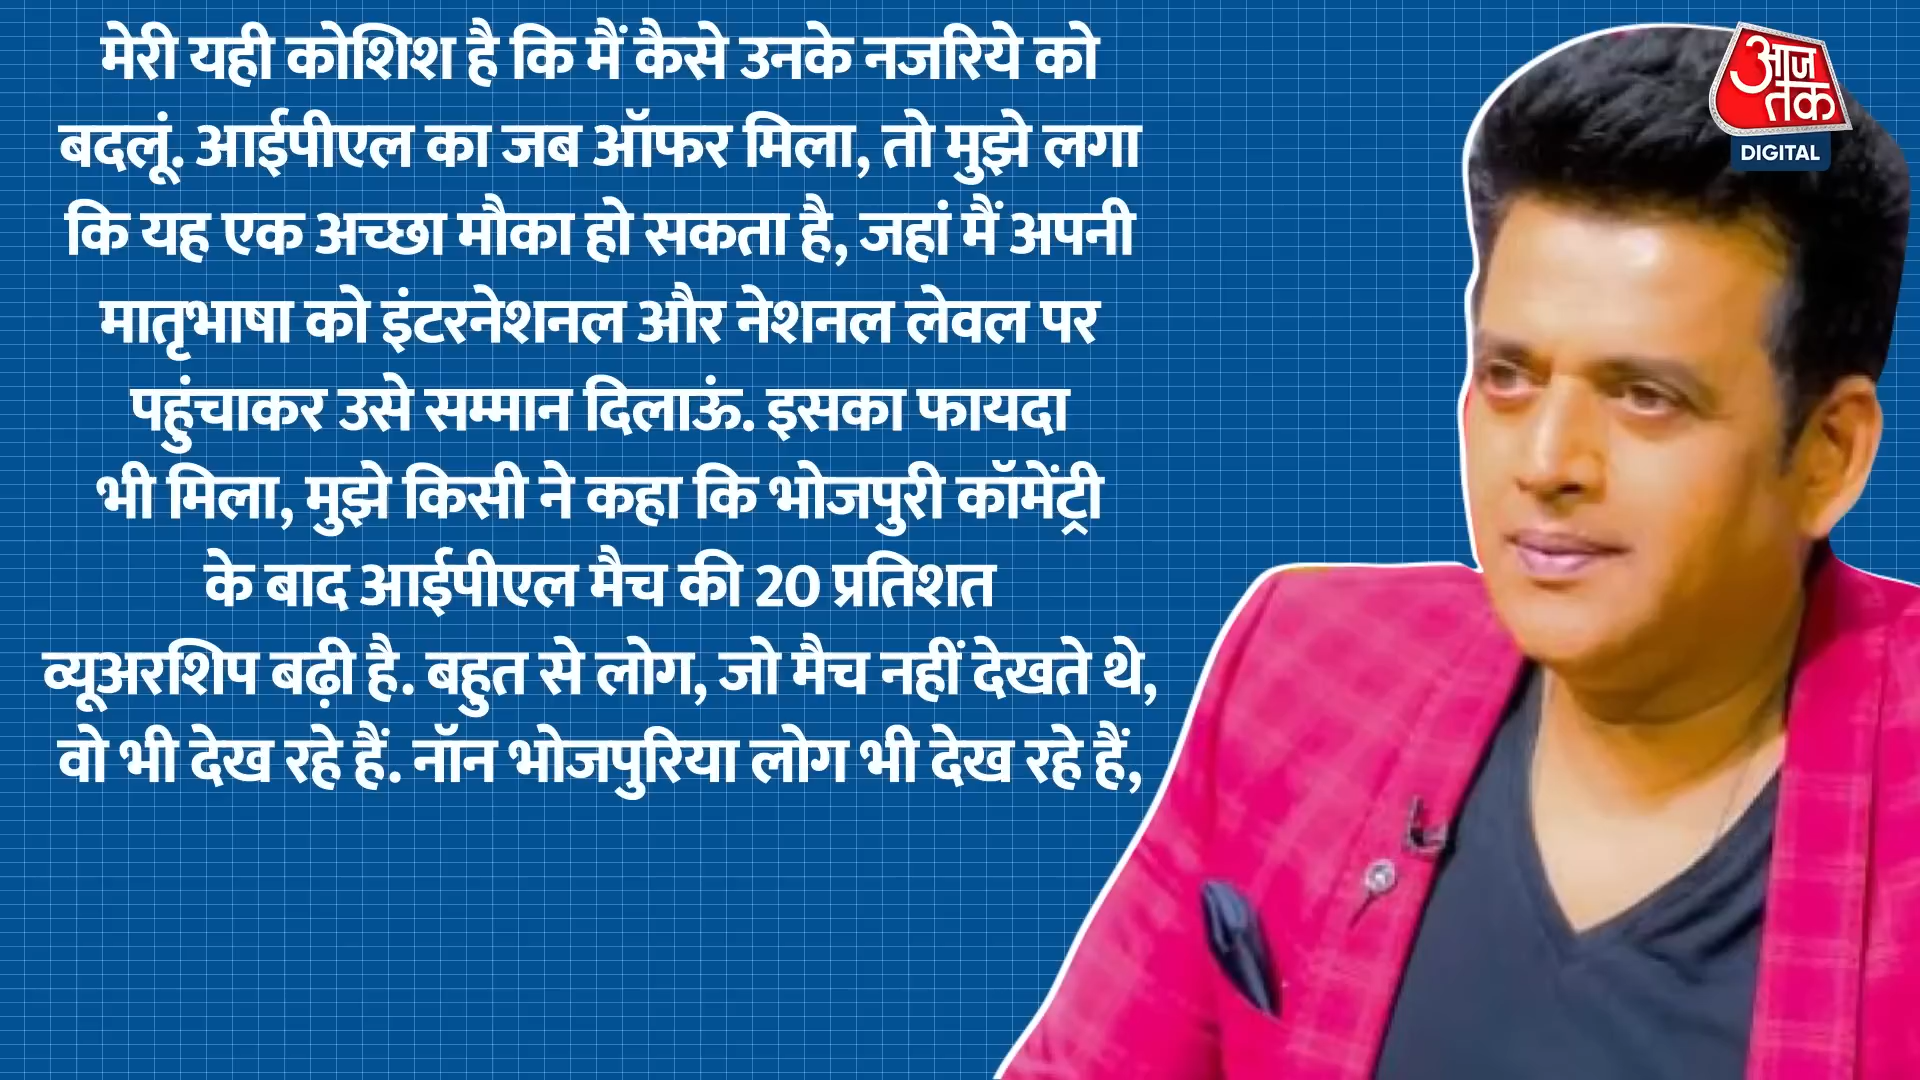 मेरी यही कोशिश है कि मैं कैसे उनके नजरिये को
बदलूं. आईपीएल का जब ऑफर मिला, तो मुझे लगा
कि यह एक अच्छा मौका हो सकता है, जहां मैं अपनी
मातृभाषा को इंटरनेशनल और नेशनल लेवल पर
पहुंचाकर उसे सम्मान दिलाऊं. इसका फायदा
भी मिला, मुझे किसी ने कहा कि भोजपुरी कॉमेंट्री
के बाद आईपीएल मैच की 20 प्रतिशत
व्यूअरशिप बढ़ी है. बहुत से लोग, जो मैच नहीं देखते थे,
वो भी देख रहे हैं. नॉन भोजपुरिया लोग भी देख रहे हैं,
आज
तक
DIGITAL